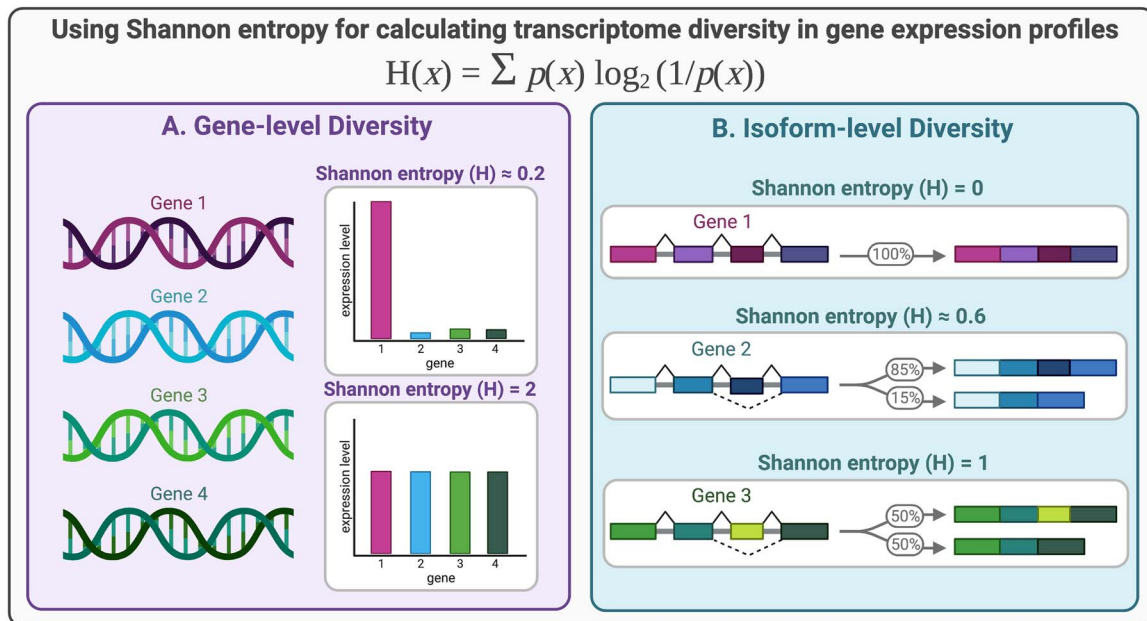 Using Shannon entropy for calculating transcriptome diversity in gene expression profiles
H(x) = Σ p(x) log₂ (1/p(x))
A. Gene-level Diversity
Gene 1
Gene 2
Gene 3
Gene 4
Shannon entropy (H) ≈ 0.2
expression level
1 2 3 4
gene
Shannon entropy (H) = 2
expression level
1 2 3 4
gene
B. Isoform-level Diversity
Shannon entropy (H) = 0
Gene 1
100%
Shannon entropy (H) ≈ 0.6
Gene 2
85%
15%
Shannon entropy (H) = 1
Gene 3
50%
50%